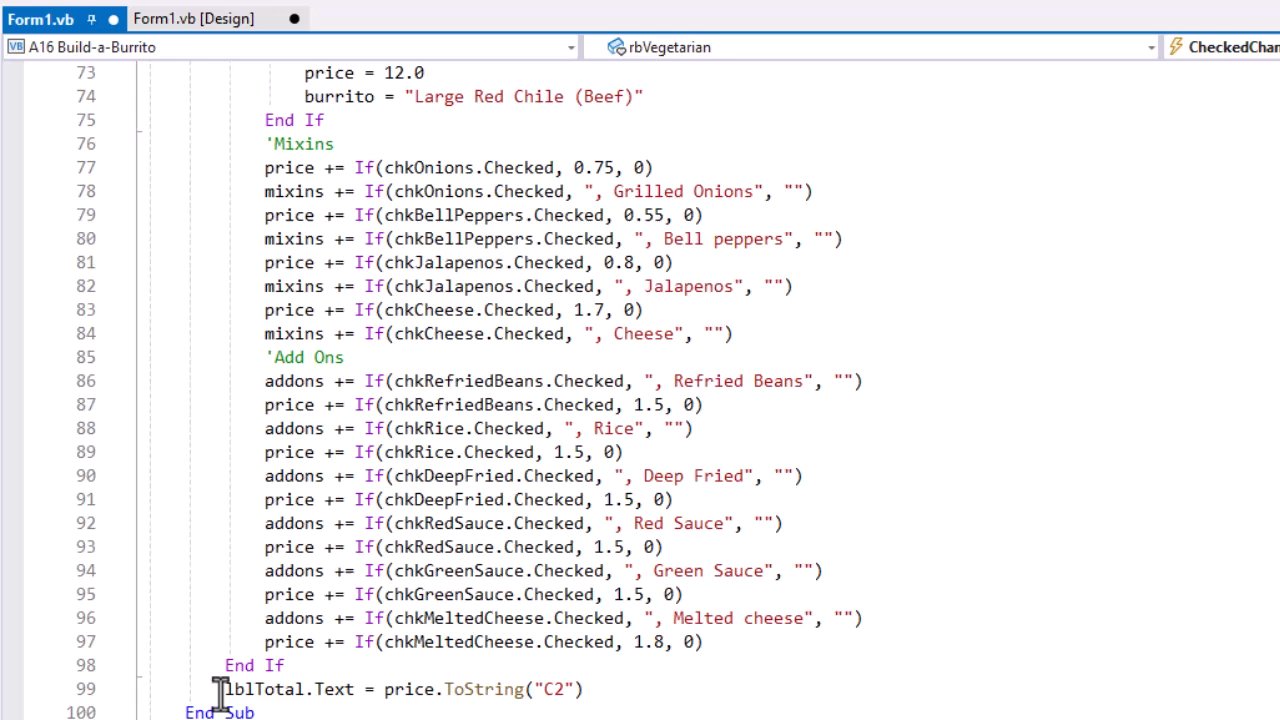 Form1.vb Form1.vb [Design]
VB A16 Build-a-Burrito rbVegetarian
73 price = 12.0
74 burrito = "Large Red Chile (Beef)"
75 End If
76 'Mixins
77 price += If(chkOnions.Checked, 0.75, 0)
78 mixins += If(chkOnions.Checked, ", Grilled Onions", "")
79 price += If(chkBellPeppers.Checked, 0.55, 0)
80 mixins += If(chkBellPeppers.Checked, ", Bell peppers", "")
81 price += If(chkJalapenos.Checked, 0.8, 0)
82 mixins += If(chkJalapenos.Checked, ", Jalapenos", "")
83 price += If(chkCheese.Checked, 1.7, 0)
84 mixins += If(chkCheese.Checked, ", Cheese", "")
85 'Add Ons
86 addons += If(chkRefriedBeans.Checked, ", Refried Beans", "")
87 price += If(chkRefriedBeans.Checked, 1.5, 0)
88 addons += If(chkRice.Checked, ", Rice", "")
89 price += If(chkRice.Checked, 1.5, 0)
90 addons += If(chkDeepFried.Checked, ", Deep Fried", "")
91 price += If(chkDeepFried.Checked, 1.5, 0)
92 addons += If(chkRedSauce.Checked, ", Red Sauce", "")
93 price += If(chkRedSauce.Checked, 1.5, 0)
94 addons += If(chkGreenSauce.Checked, ", Green Sauce", "")
95 price += If(chkGreenSauce.Checked, 1.5, 0)
96 addons += If(chkMeltedCheese.Checked, ", Melted cheese", "")
97 price += If(chkMeltedCheese.Checked, 1.8, 0)
98 End If
99 lblTotal.Text = price.ToString("C2")
100 End Sub